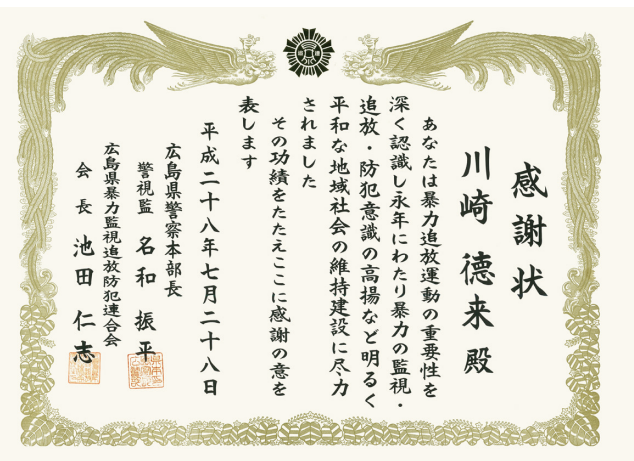 感謝状
川崎 徳来 殿
あなたは暴力追放運動の重要性を
深く認識し永年にわたり暴力の監視・
追放・防犯意識の高揚など明るく
平和な地域社会の維持建設に尽力
されました
その功績をたたえここに感謝の意を
表します
平成二十八年七月二十八日
広島県警察本部長
警視監 名和 振平
広島県暴力監視追放防犯連合会
会長 池田 仁志